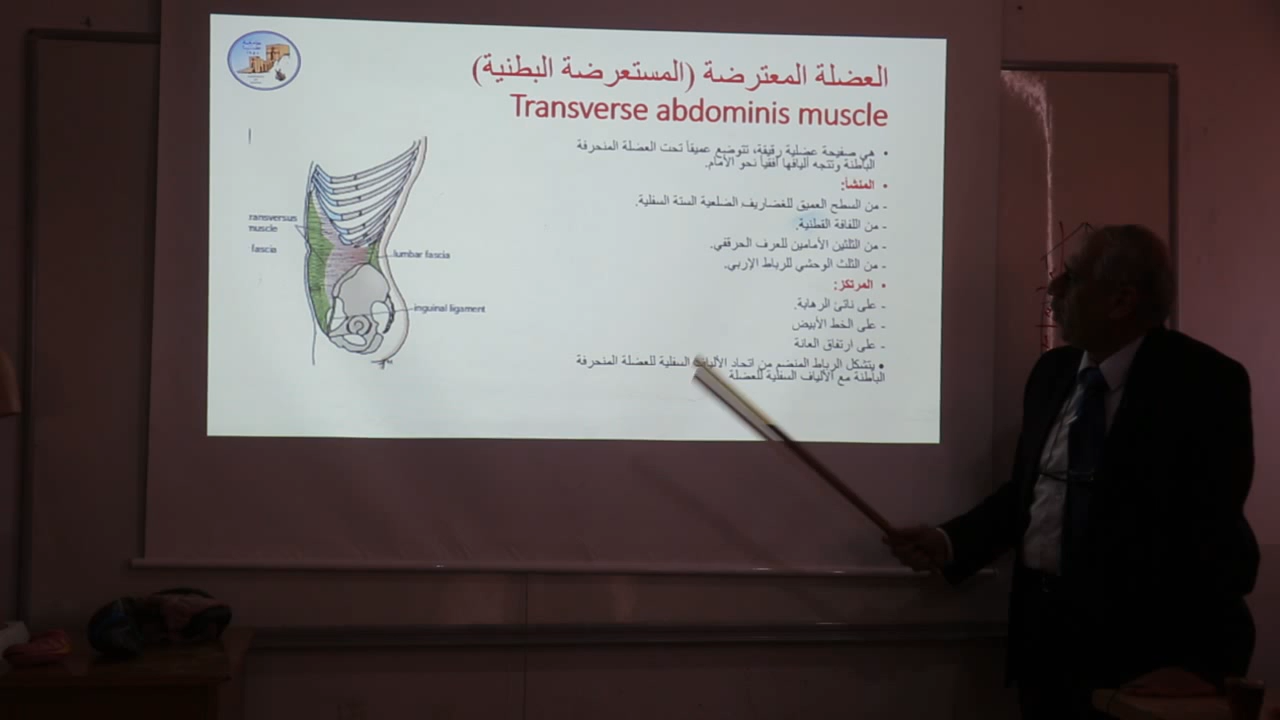 العضلة المعترضة (المستعرضة البطنية)
Transverse abdominis muscle
• هي صفيحة عضلية رقيقة، تتوضع عميقاً تحت العضلة المنحرفة
الباطنة وتتجه أليافها أفقياً نحو الأمام.
• المنشأ:
- من السطح العميق للغضاريف الضلعية الستة السفلية.
- من اللفافة القطنية.
- من الثلثين الأمامين للعرف الحرقفي.
- من الثلث الوحشي للرباط الإربي.
• المرتكز:
- على ناتئ الرهابة.
- على الخط الأبيض
- على ارتفاق العانة
• يتشكل الرباط المنضم من اتحاد الألياف السفلية للعضلة المنحرفة
الباطنة مع الألياف السفلية للعضلة
ransversus
muscle
fascia
lumbar fascia
inguinal ligament